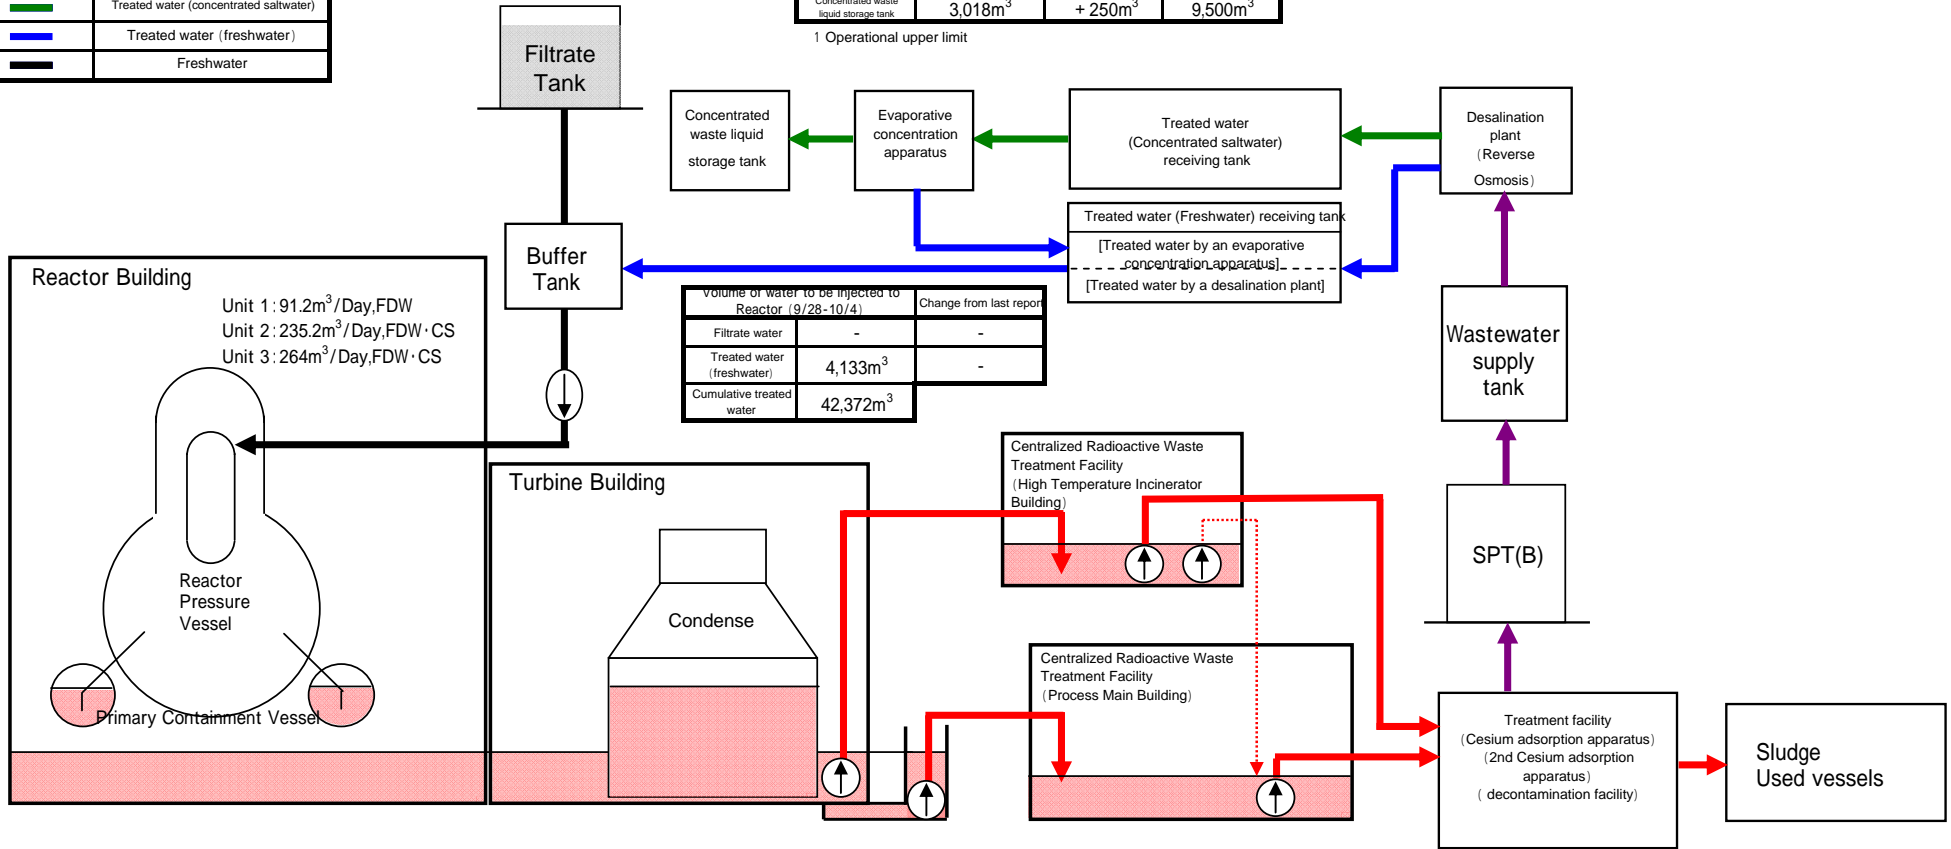 Treated water (concentrated saltwater)
Treated water (freshwater)
Freshwater
Concentrated waste
liquid storage tank
3,018m³
+ 250m³
9,500m³
1 Operational upper limit
Filtrate
Tank
Concentrated
waste liquid
storage tank
Evaporative
concentration
apparatus
Treated water
(Concentrated saltwater)
receiving tank
Desalination
plant
(Reverse
Osmosis)
Treated water (Freshwater) receiving tank
[Treated water by an evaporative
concentration apparatus]
[Treated water by a desalination plant]
Buffer
Tank
Volume of water to be injected to
Reactor (9/28-10/4)
Change from last report
Filtrate water
-
-
Treated water
(freshwater)
4,133m³
-
Cumulative treated
water
42,372m³
Reactor Building
Unit 1: 91.2m³/Day,FDW
Unit 2: 235.2m³/Day,FDW・CS
Unit 3: 264m³/Day,FDW・CS
Reactor
Pressure
Vessel
Primary Containment Vessel
Turbine Building
Condense
Centralized Radioactive Waste
Treatment Facility
(High Temperature Incinerator
Building)
Centralized Radioactive Waste
Treatment Facility
(Process Main Building)
Wastewater
supply
tank
SPT(B)
Treatment facility
(Cesium adsorption apparatus)
(2nd Cesium adsorption
apparatus)
( decontamination facility)
Sludge
Used vessels